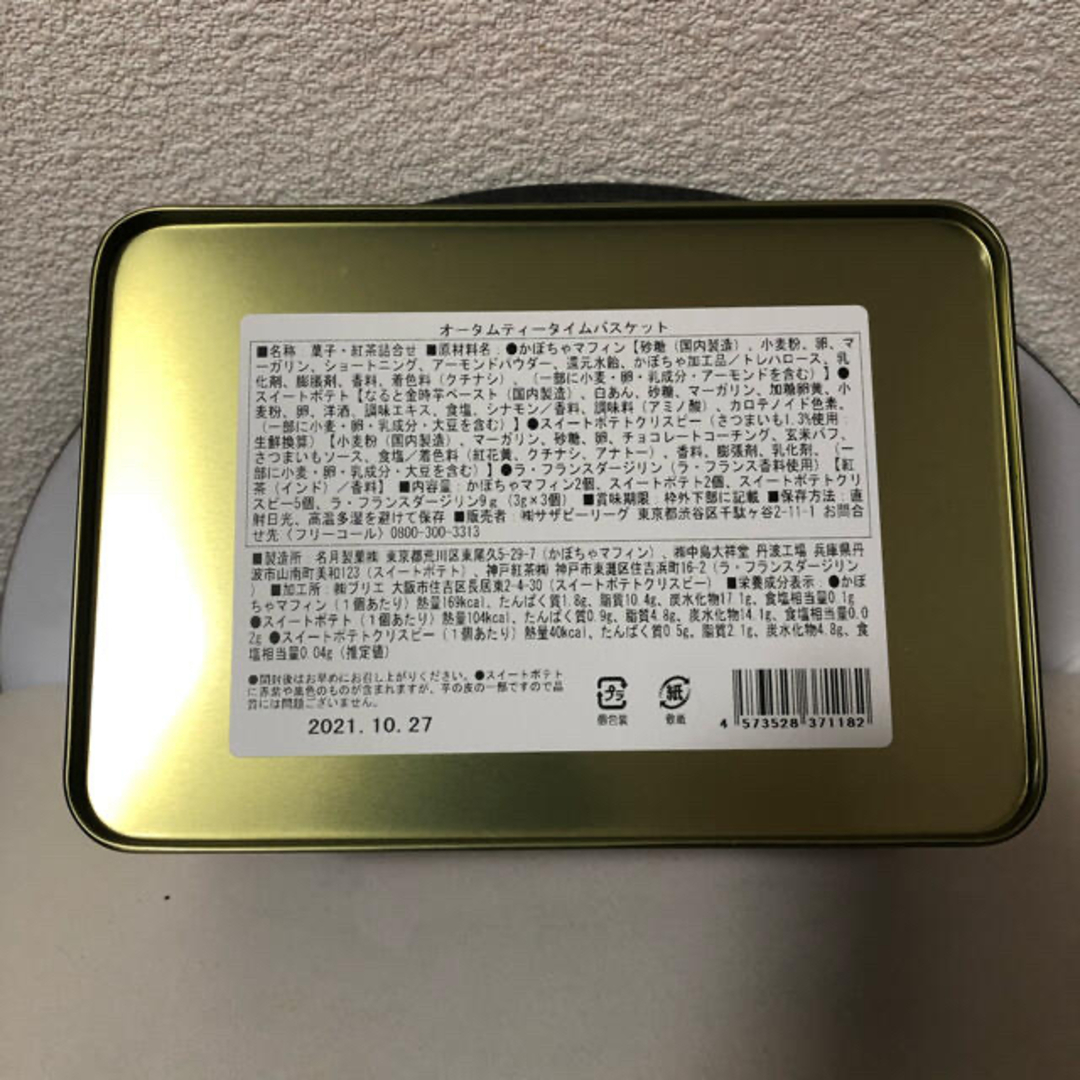 オータムティータイムバスケット
■名称：菓子・紅茶詰合せ ■原材料名：●かぼちゃマフィン【砂糖（国内製造）、小麦粉、卵、マ
ーガリン、ショートニング、アーモンドパウダー、還元水飴、かぼちゃ加工品／トレハロース、乳
化剤、膨脹剤、香料、着色料（クチナシ）、（一部に小麦・卵・乳成分・アーモンドを含む）】●
スイートポテト【なると金時芋ペースト（国内製造）、白あん、砂糖、マーガリン、加糖卵黄、小
麦粉、卵、洋酒、調味エキス、食塩、シナモン／香料、調味料（アミノ酸）、カロテノイド色素、
（一部に小麦・卵・乳成分・大豆を含む）】●スイートポテトクリスピー（さつまいも1.3%使用：
生鮮換算）【小麦粉（国内製造）、マーガリン、砂糖、卵、チョコレートコーチング、玄米パフ、
さつまいもソース、食塩／着色料（紅花黄、クチナシ、アナトー）、香料、膨脹剤、乳化剤、（一
部に小麦・卵・乳成分・大豆を含む）】●ラ・フランスダージリン（ラ・フランス香料使用）【紅
茶（インド）／香料】 ■内容量：かぼちゃマフィン2個、スイートポテト2個、スイートポテトクリ
スピー5個、ラ・フランスダージリン9g（3g×3個） ■賞味期限：枠外下部に記載 ■保存方法：直
射日光、高温多湿を避けて保存 ■販売者：㈱サザビーリーグ 東京都渋谷区千駄ヶ谷2-11-1 お問合
せ先〈フリーコール〉0800-300-3313
■製造所：名月製菓㈱ 東京都荒川区東尾久5-29-7（かぼちゃマフィン）、㈱中島大祥堂 丹波工場 兵庫県丹
波市山南町美和123（スイートポテト）、神戸紅茶㈱ 神戸市東灘区住吉浜町16-2（ラ・フランスダージリン
） ■加工所：㈱プリエ 大阪市住吉区長居東2-4-30（スイートポテトクリスピー） ■栄養成分表示：●かぼ
ちゃマフィン（1個あたり）熱量169kcal、たんぱく質1.8g、脂質10.4g、炭水化物17.1g、食塩相当量0.1g
●スイートポテト（1個あたり）熱量104kcal、たんぱく質0.9g、脂質4.8g、炭水化物14.1g、食塩相当量0.0
2g ●スイートポテトクリスピー（1個あたり）熱量40kcal、たんぱく質0.5g、脂質2.1g、炭水化物4.8g、食
塩相当量0.04g（推定値）
●開封後はお早めにお召し上がりください。●スイートポテト
に赤紫や黒色のものが含まれますが、芋の皮の一部ですので品
質には問題ございません。
2021.10.27
プラ
個包装
紙
敷紙
4 573528 371182